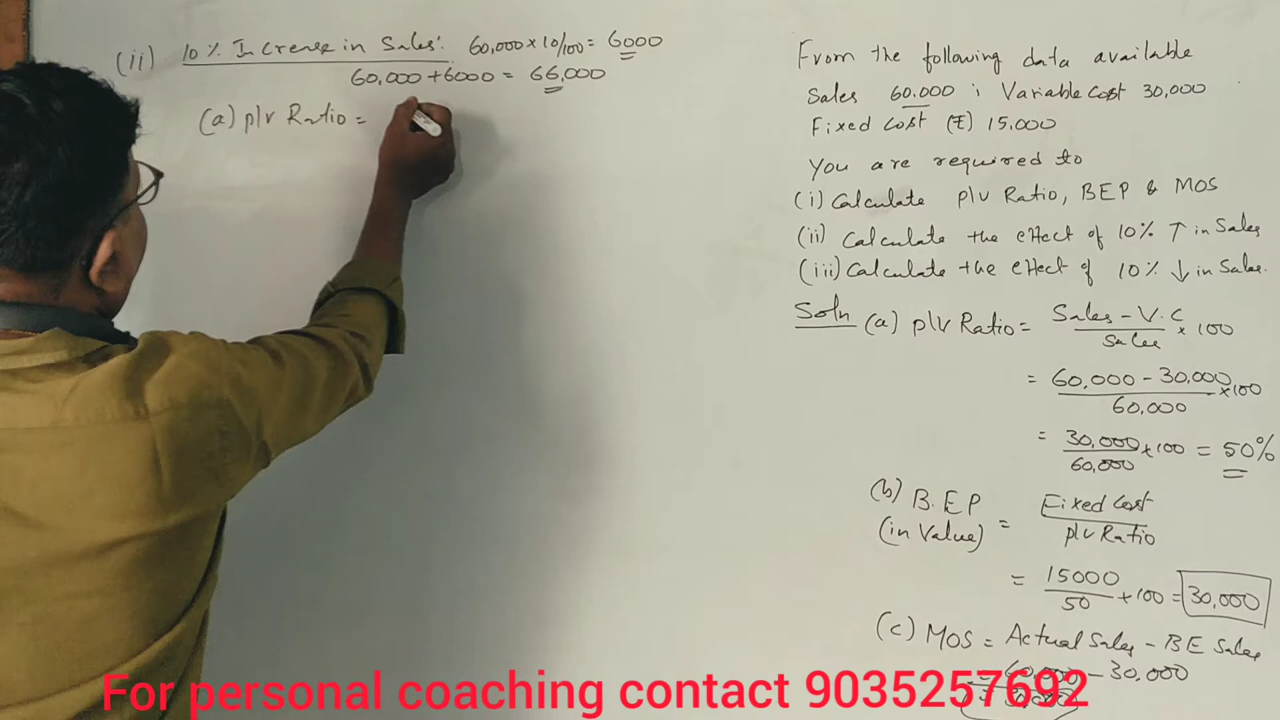 (ii) 10% Increase in Sales: 60,000 × 10/100 = 6000
60,000 + 6000 = 66,000
(a) p/v Ratio =
From the following data available
Sales 60.000 ; Variable Cost 30,000
Fixed Cost (₹) 15.000
You are required to
(i) Calculate p/v Ratio, BEP & MOS
(ii) Calculate the effect of 10% ↑ in Sales
(iii) Calculate the effect of 10% ↓ in Sales.
Soln (a) p/v Ratio = Sales - V.C / Sales × 100
= 60,000 - 30.000 / 60,000 × 100
= 30,000 / 60,000 × 100 = 50%
(b) B.EP (in Value) = Fixed Cost / p/v Ratio
= 15000 / 50 × 100 = 30,000
(c) MOS = Actual Sales - BE Sales
= 60,000 - 30.000
For personal coaching contact 9035257692